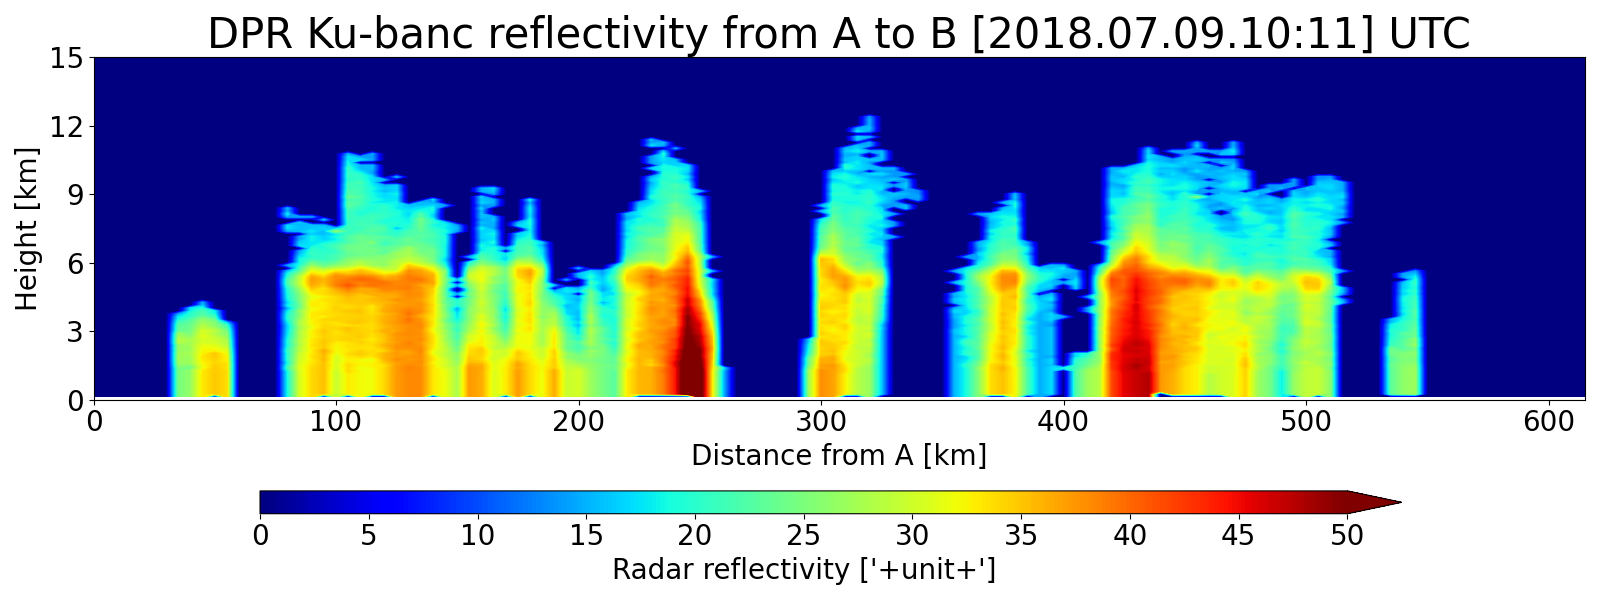 DPR Ku-banc reflectivity from A to B [2018.07.09.10:11] UTC
15
12
9
6
3
0
Height [km]
0 100 200 300 400 500 600
Distance from A [km]
0 5 10 15 20 25 30 35 40 45 50
Radar reflectivity ['+unit+']